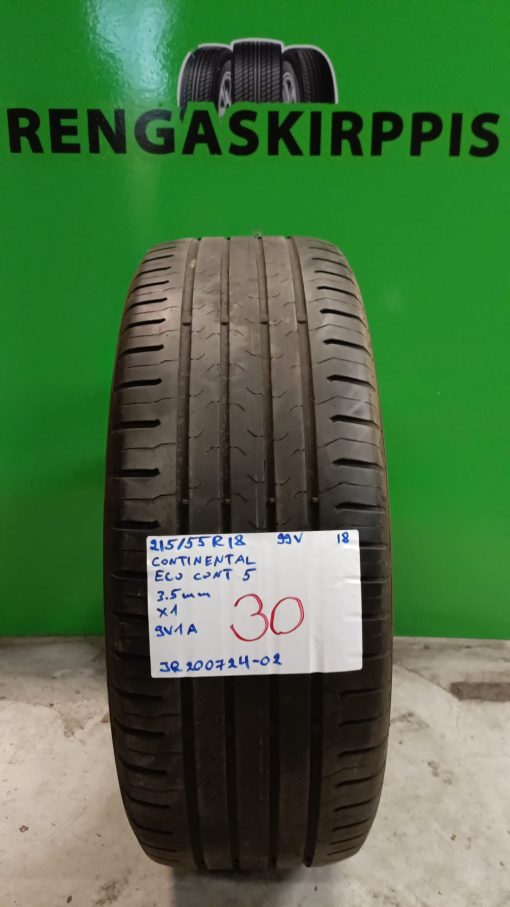 RENGASKIRPPIS
215/55R18 99V 18
CONTINENTAL
ECO CONT 5
3.5mm
X1
9V1A
30
JR200724-02